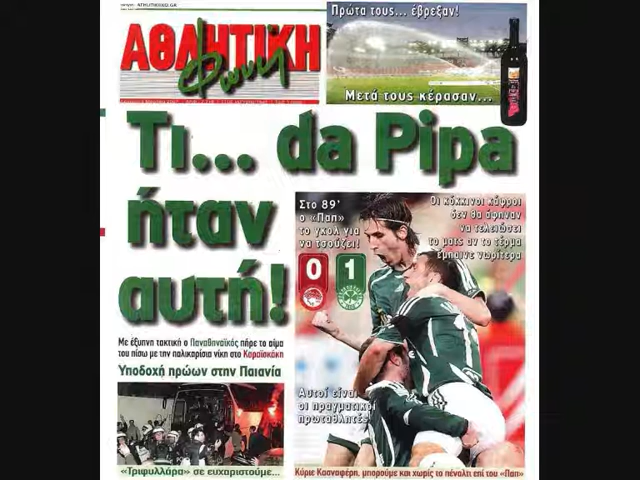 ΑΘΛΗΤΙΚΗ
Φωνή
Πρώτα τους... έβρεξαν!
Μετά τους κέρασαν...
Τι... da Pipa
ήταν
αυτή!
Στο 89'
ο «Παπ»
το γκολ για
να τσούζει!
0 1
Οι κόκκινοι κάφροι
δεν θα άφηναν
να τελειώσει
το ματς αν το τέρμα
έμπαινε νωρίτερα
Με έξυπνη τακτική ο Παναθηναϊκός πήρε το αίμα
του πίσω με την παλικαρίσια νίκη στο Καραϊσκάκη
Υποδοχή ηρώων στην Παιανία
Αυτοί είναι
οι πραγματικοί
πρωταθλητές!
«Τριφυλλάρα» σε ευχαριστούμε...
Κύριε Κασναφέρη, μπορούμε και χωρίς το πέναλτι επί του «Παπ»